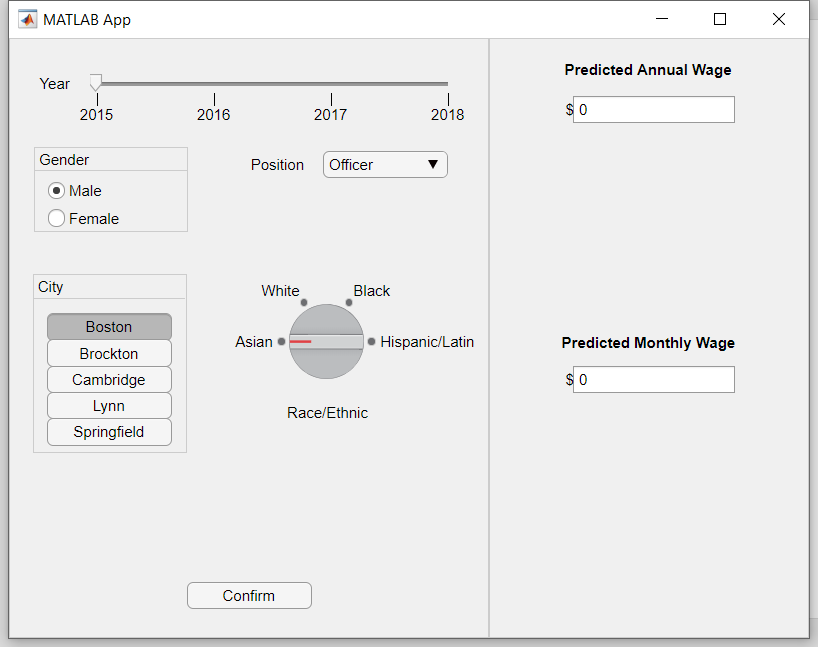 MATLAB App
Year
2015 2016 2017 2018
Gender
Male
Female
Position Officer
City
Boston
Brockton
Cambridge
Lynn
Springfield
White Black
Asian Hispanic/Latin
Race/Ethnic
Confirm
Predicted Annual Wage
$ 0
Predicted Monthly Wage
$ 0